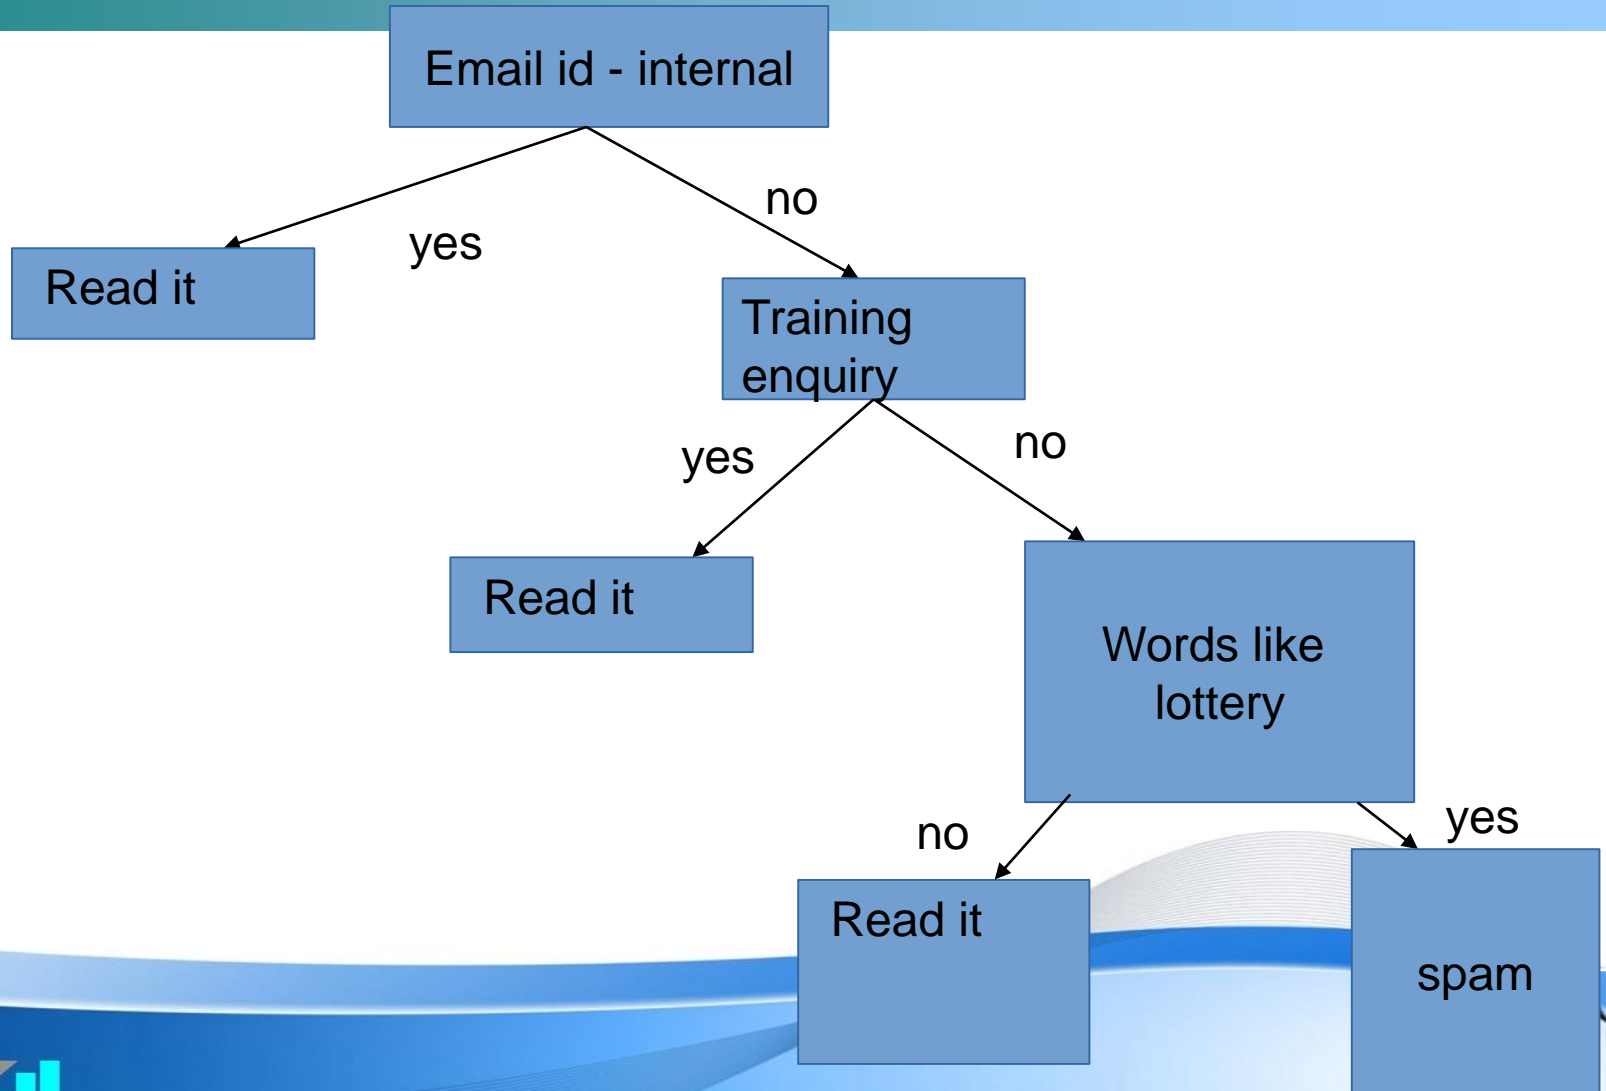 Email id - internal
no
yes
Read it
Training
enquiry
yes
no
Read it
Words like
lottery
no
yes
Read it
spam